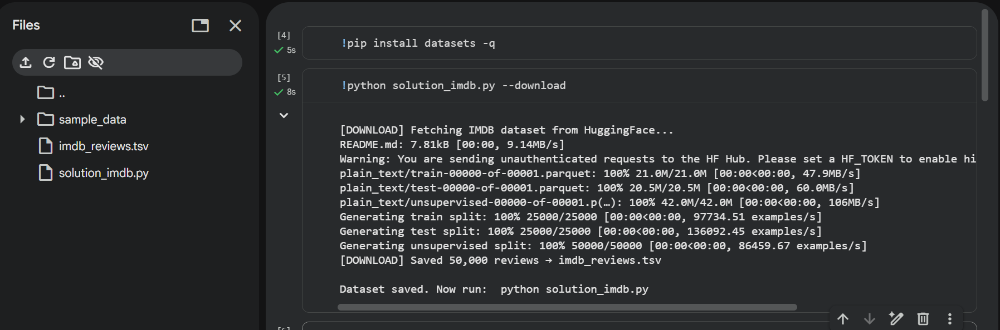 Files
..
sample_data
imdb_reviews.tsv
solution_imdb.py
[4]
5s
!pip install datasets -q
[5]
8s
!python solution_imdb.py --download
[DOWNLOAD] Fetching IMDB dataset from HuggingFace...
README.md: 7.81kB [00:00, 9.14MB/s]
Warning: You are sending unauthenticated requests to the HF Hub. Please set a HF_TOKEN to enable hi
plain_text/train-00000-of-00001.parquet: 100% 21.0M/21.0M [00:00<00:00, 47.9MB/s]
plain_text/test-00000-of-00001.parquet: 100% 20.5M/20.5M [00:00<00:00, 60.0MB/s]
plain_text/unsupervised-00000-of-00001.p(…): 100% 42.0M/42.0M [00:00<00:00, 106MB/s]
Generating train split: 100% 25000/25000 [00:00<00:00, 97734.51 examples/s]
Generating test split: 100% 25000/25000 [00:00<00:00, 136092.45 examples/s]
Generating unsupervised split: 100% 50000/50000 [00:00<00:00, 86459.67 examples/s]
[DOWNLOAD] Saved 50,000 reviews → imdb_reviews.tsv
Dataset saved. Now run:  python solution_imdb.py